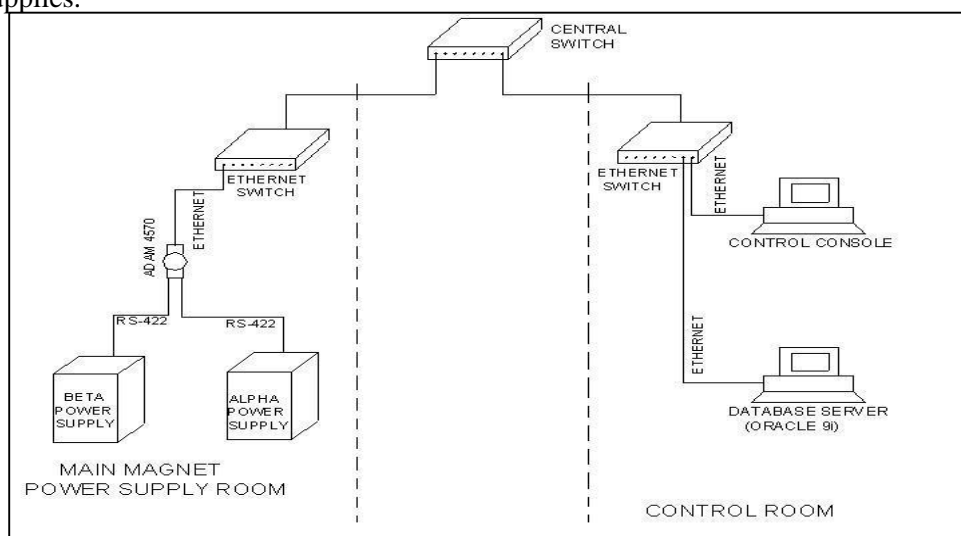 CENTRAL
SWITCH
ETHERNET
SWITCH
ETHERNET
SWITCH
ETHERNET
ETHERNET
ADAM 4570
CONTROL CONSOLE
RS-422
RS-422
ETHERNET
BETA
POWER
SUPPLY
ALPHA
POWER
SUPPLY
DATABASE SERVER
(ORACLE 9i)
MAIN MAGNET
POWER SUPPLY ROOM
CONTROL ROOM